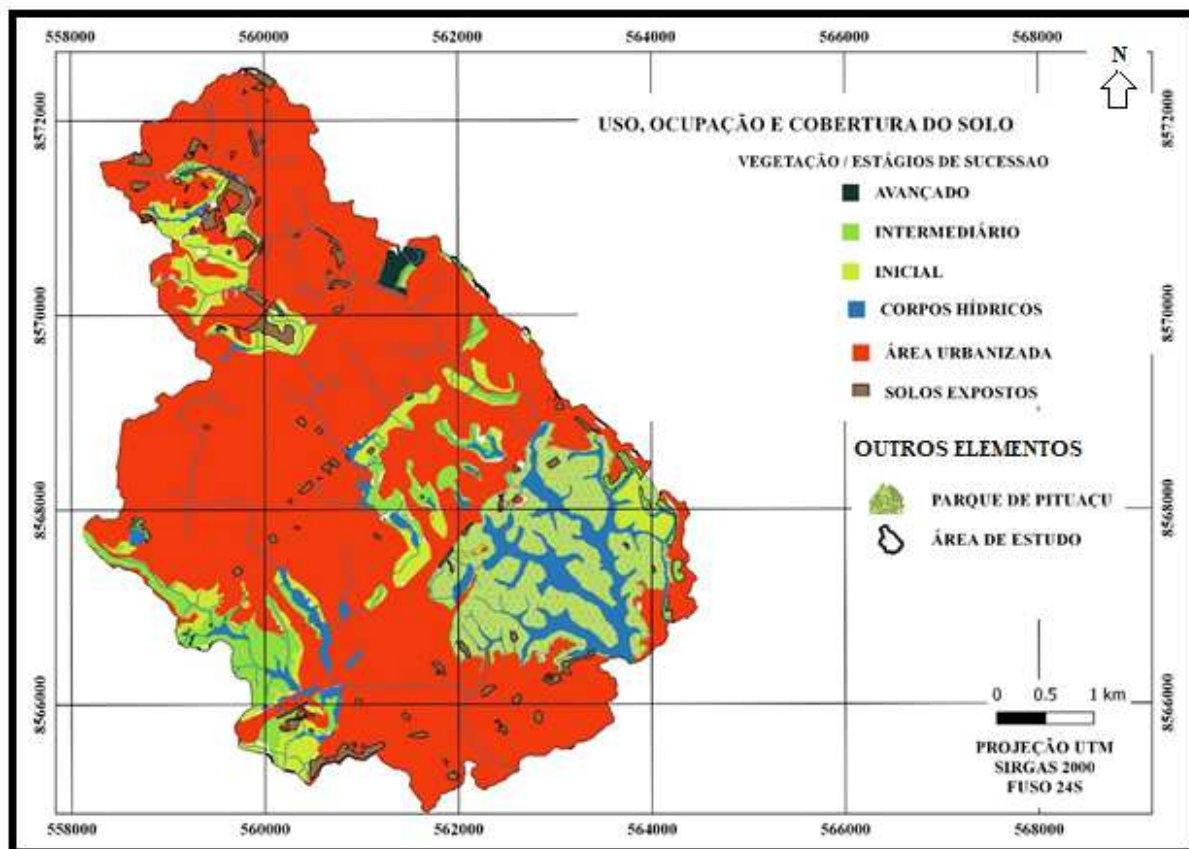 558000 560000 562000 564000 566000 568000
N
8572000 8572000
USO, OCUPAÇÃO E COBERTURA DO SOLO
VEGETAÇÃO / ESTÁGIOS DE SUCESSAO
AVANÇADO
INTERMEDIÁRIO
INICIAL
8570000 8570000
CORPOS HÍDRICOS
ÁREA URBANIZADA
SOLOS EXPOSTOS
OUTROS ELEMENTOS
8568000 8568000
PARQUE DE PITUAÇU
ÁREA DE ESTUDO
0 0.5 1 km
8566000 8566000
PROJEÇÃO UTM
SIRGAS 2000
FUSO 24S
558000 560000 562000 564000 566000 568000